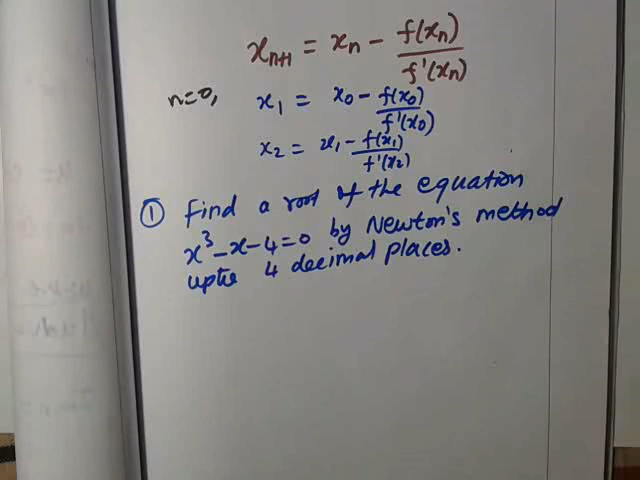 xₙ₊₁ = xₙ - f(xₙ)/f'(xₙ)
n=0, x₁ = x₀ - f(x₀)/f'(x₀)
x₂ = x₁ - f(x₁)/f'(x₂)
① Find a root of the equation
x³-x-4=0 by Newton's method
upto 4 decimal places.